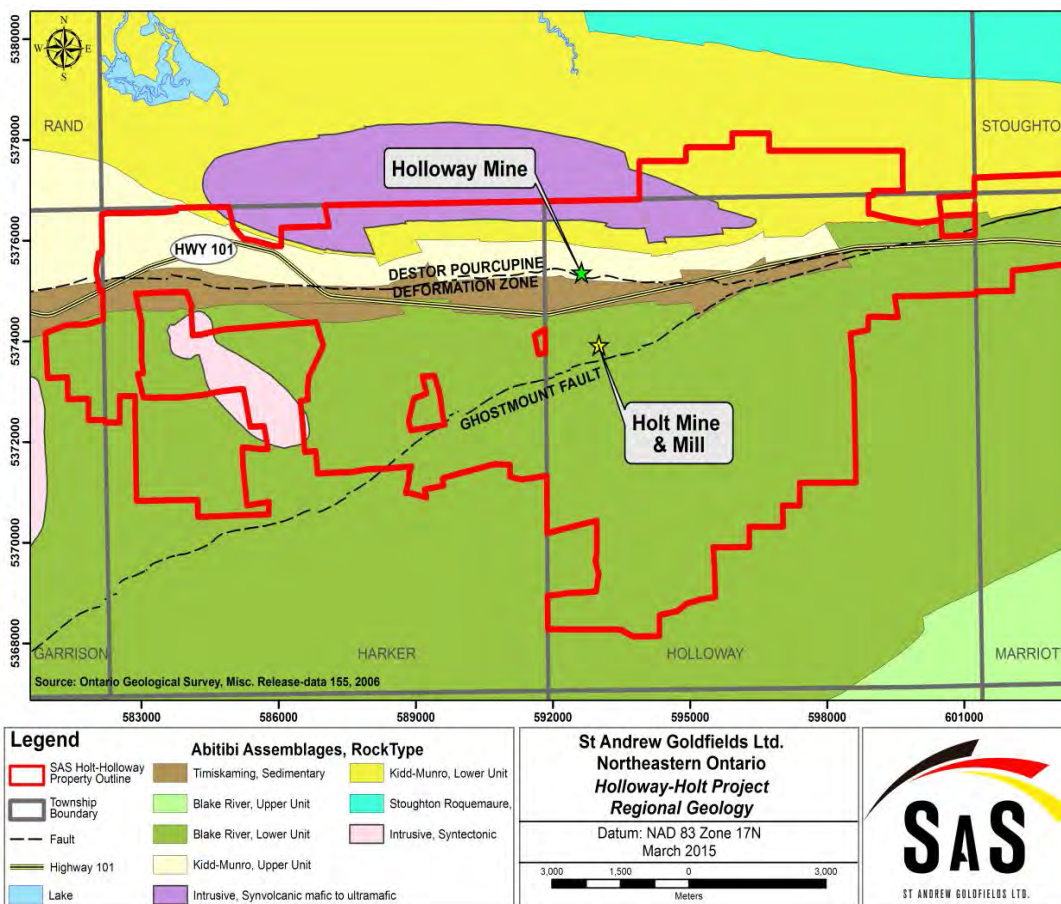 N
W E
S
RAND
STOUGHTO
Holloway Mine
HWY 101
DESTOR POURCUPINE
DEFORMATION ZONE
GHOSTMOUNT FAULT
Holt Mine
& Mill
GARRISON
HARKER
HOLLOWAY
MARRIOT
Source: Ontario Geological Survey, Misc. Release-data 155, 2006
5380000
5378000
5376000
5374000
5372000
5370000
5368000
583000 586000 589000 592000 595000 598000 601000
Legend
SAS Holt-Holloway
Property Outline
Township
Boundary
Fault
Highway 101
Lake
Abitibi Assemblages, RockType
Timiskaming, Sedimentary
Blake River, Upper Unit
Blake River, Lower Unit
Kidd-Munro, Upper Unit
Intrusive, Synvolcanic mafic to ultramafic
Kidd-Munro, Lower Unit
Stoughton Roquemaure,
Intrusive, Syntectonic
St Andrew Goldfields Ltd.
Northeastern Ontario
Holloway-Holt Project
Regional Geology
Datum: NAD 83 Zone 17N
March 2015
3,000 1,500 0 3,000
Meters
SAS
ST ANDREW GOLDFIELDS LTD.